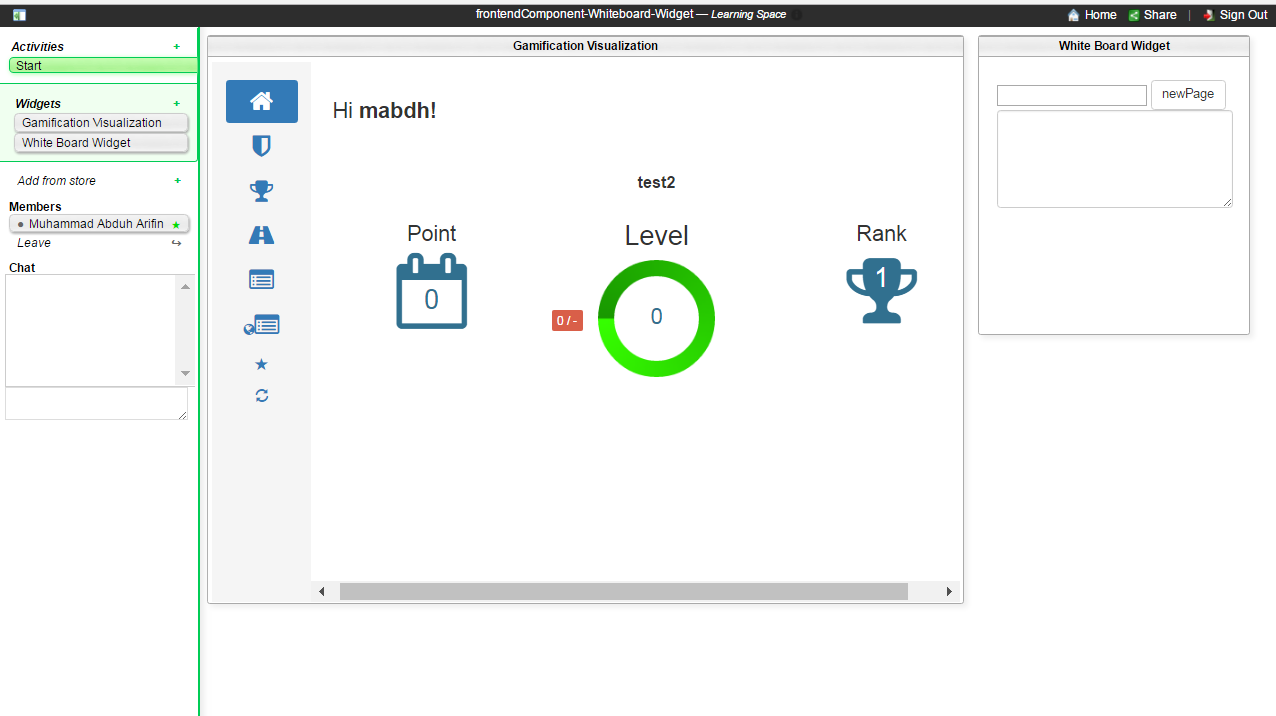 frontendComponent-Whiteboard-Widget — Learning Space
Home Share | Sign Out
Activities +
Start
Widgets +
Gamification Visualization
White Board Widget
Add from store +
Members
Muhammad Abduh Arifin
Leave
Chat
Gamification Visualization
Hi mabdh!
test2
Point
0
Level
0 / -
0
Rank
1
White Board Widget
newPage